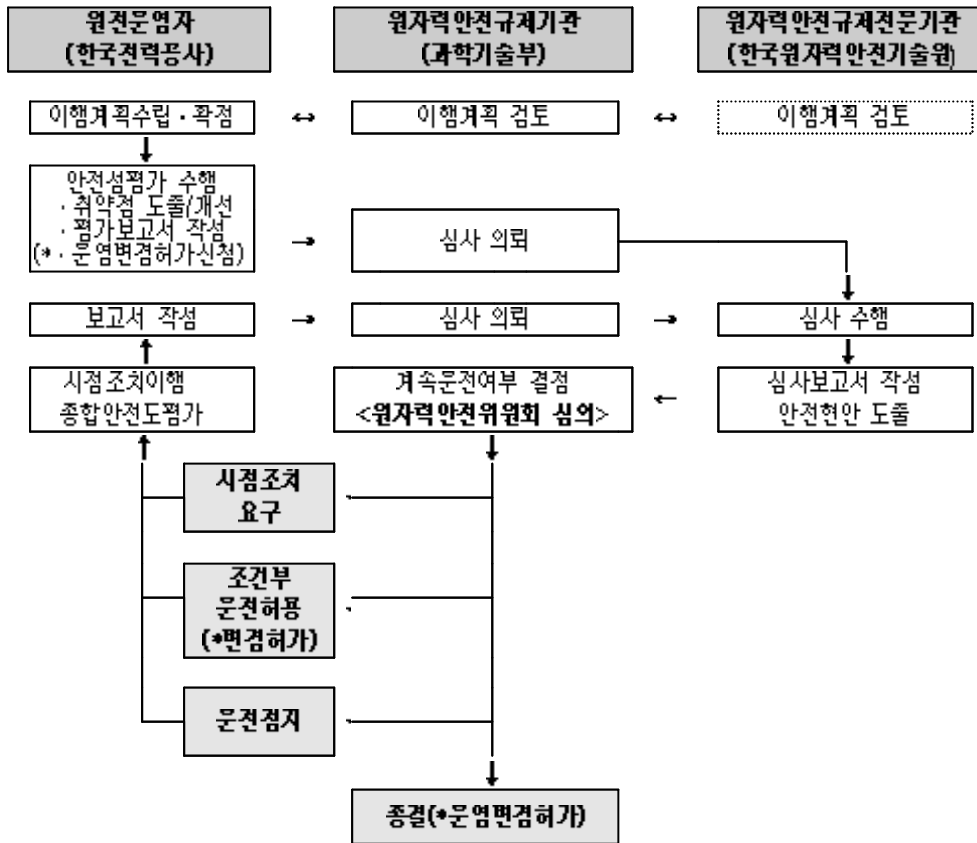 원전운영자
(한국전력공사)
원자력안전규제기관
(과학기술부)
원자력안전규제전문기관
(한국원자력안전기술원)
이행계획수립 · 확정
↔
이행계획 검토
↔
이행계획 검토
안전성평가 수행
· 취약점 도출/개선
· 평가보고서 작성
(* · 운영변경허가신청)
→
심사 의뢰
보고서 작성
→
심사 의뢰
→
심사 수행
시정조치이행
종합안전도평가
계속운전여부 결정
<원자력안전위원회 심의>
←
심사보고서 작성
안전현안 도출
시정조치
요구
조건부
운전허용
(*변경허가)
운전정지
종결(*운영변경허가)